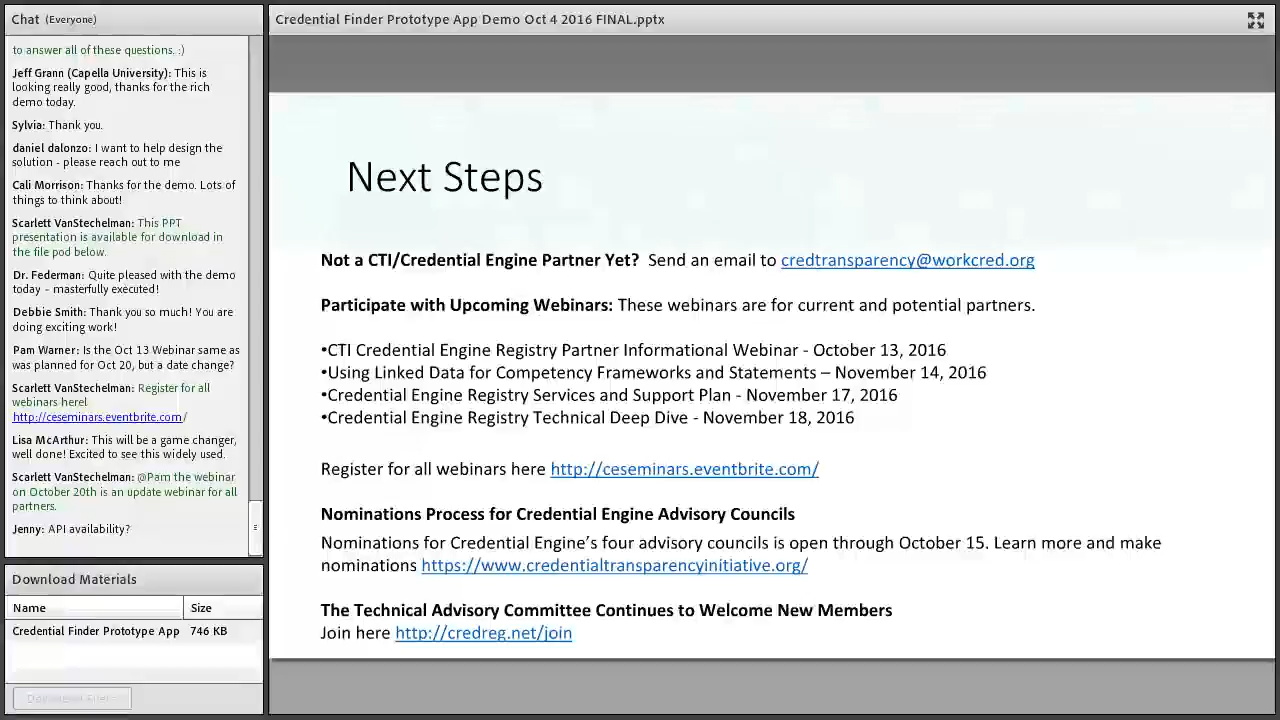 Chat (Everyone)
to answer all of these questions. :)
Jeff Grann (Capella University): This is
looking really good, thanks for the rich
demo today.
Sylvia: Thank you.
daniel dalonzo: I want to help design the
solution - please reach out to me
Cali Morrison: Thanks for the demo. Lots of
things to think about!
Scarlett VanStechelman: This PPT
presentation is available for download in
the file pod below.
Dr. Federman: Quite pleased with the demo
today - masterfully executed!
Debbie Smith: Thank you so much! You are
doing exciting work!
Pam Warner: Is the Oct 13 Webinar same as
was planned for Oct 20, but a date change?
Scarlett VanStechelman: Register for all
webinars here!
http://ceseminars.eventbrite.com/
Lisa McArthur: This will be a game changer,
well done! Excited to see this widely used.
Scarlett VanStechelman: @Pam the webinar
on October 20th is an update webinar for all
partners.
Jenny: API availability?
Download Materials
Name Size
Credential Finder Prototype App 746 KB
Download File
Credential Finder Prototype App Demo Oct 4 2016 FINAL.pptx
Next Steps
Not a CTI/Credential Engine Partner Yet? Send an email to credtransparency@workcred.org
Participate with Upcoming Webinars: These webinars are for current and potential partners.
•CTI Credential Engine Registry Partner Informational Webinar - October 13, 2016
•Using Linked Data for Competency Frameworks and Statements – November 14, 2016
•Credential Engine Registry Services and Support Plan - November 17, 2016
•Credential Engine Registry Technical Deep Dive - November 18, 2016
Register for all webinars here http://ceseminars.eventbrite.com/
Nominations Process for Credential Engine Advisory Councils
Nominations for Credential Engine’s four advisory councils is open through October 15. Learn more and make
nominations https://www.credentialtransparencyinitiative.org/
The Technical Advisory Committee Continues to Welcome New Members
Join here http://credreg.net/join